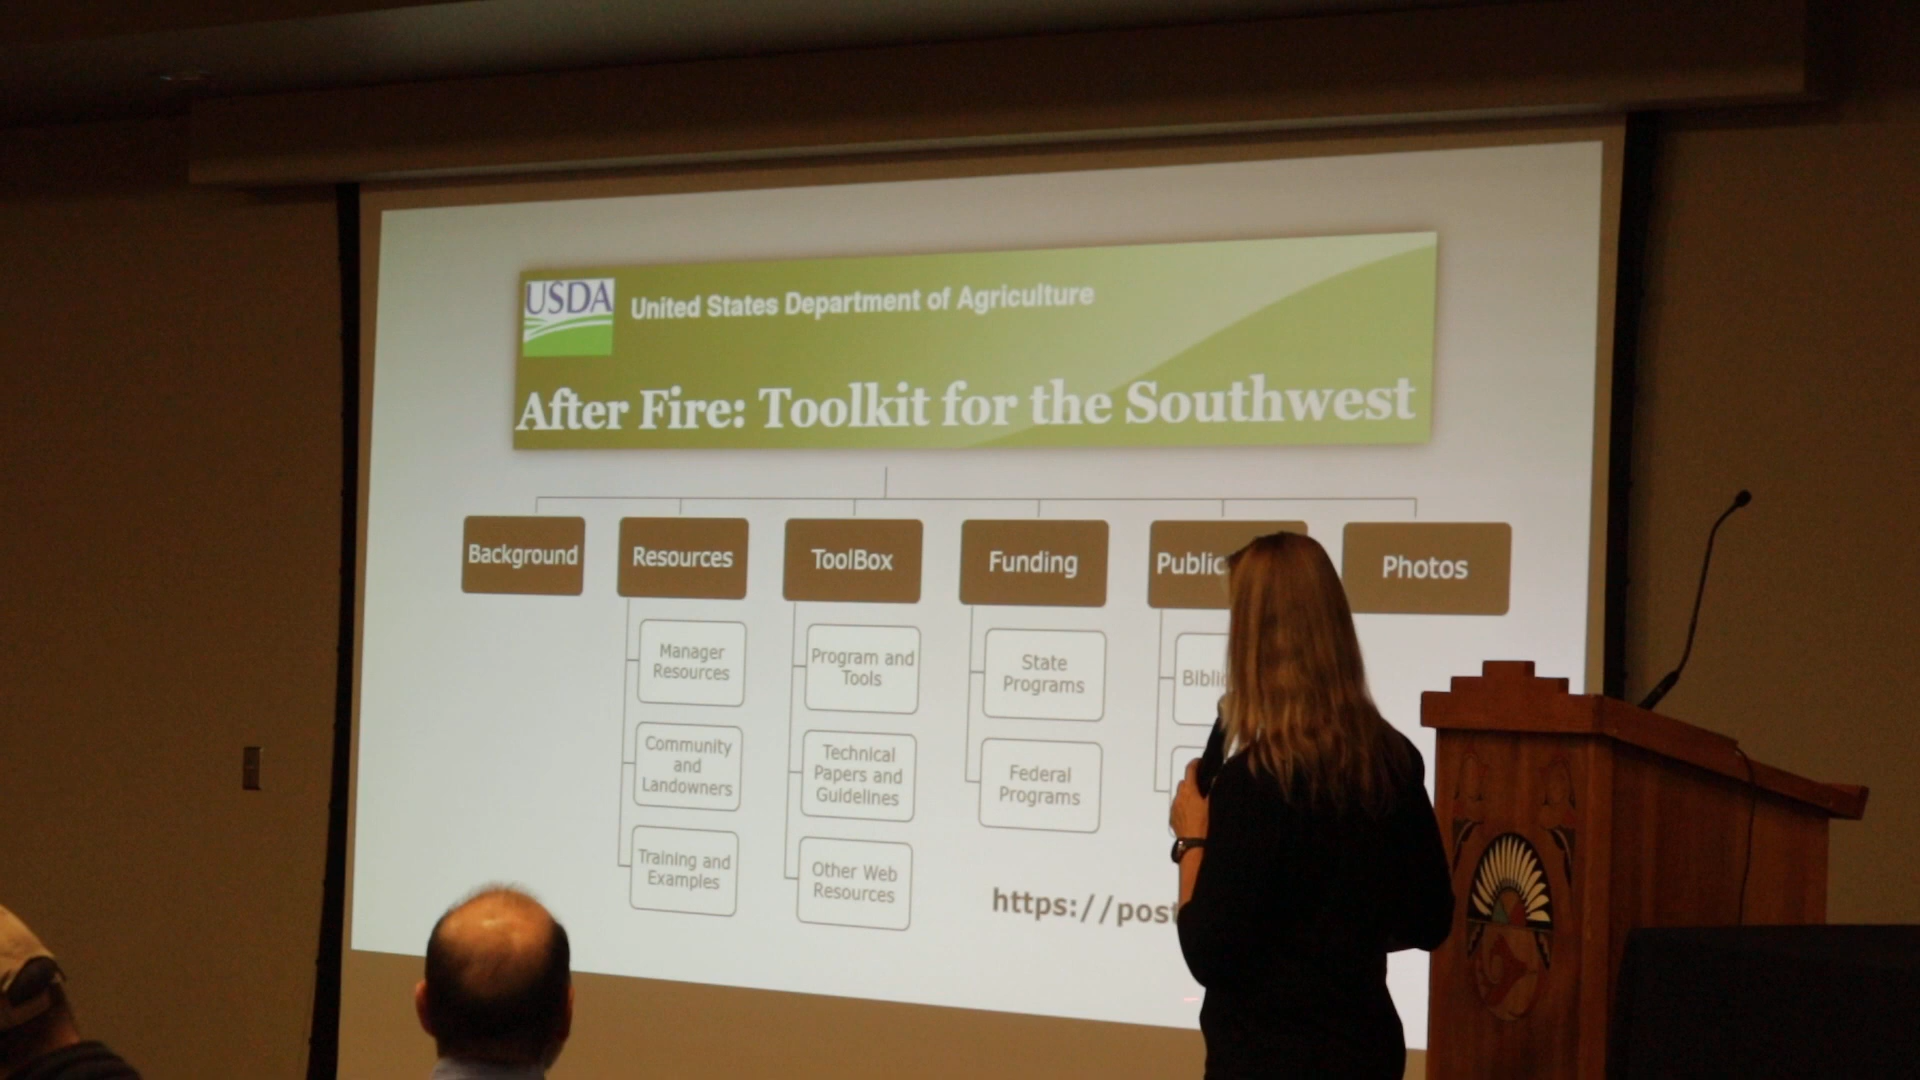 USDA
United States Department of Agriculture
After Fire: Toolkit for the Southwest
Background
Resources
ToolBox
Funding
Photos
Manager
Resources
Community
and
Landowners
Training and
Examples
Program and
Tools
Technical
Papers and
Guidelines
Other Web
Resources
State
Programs
Federal
Programs
https://post